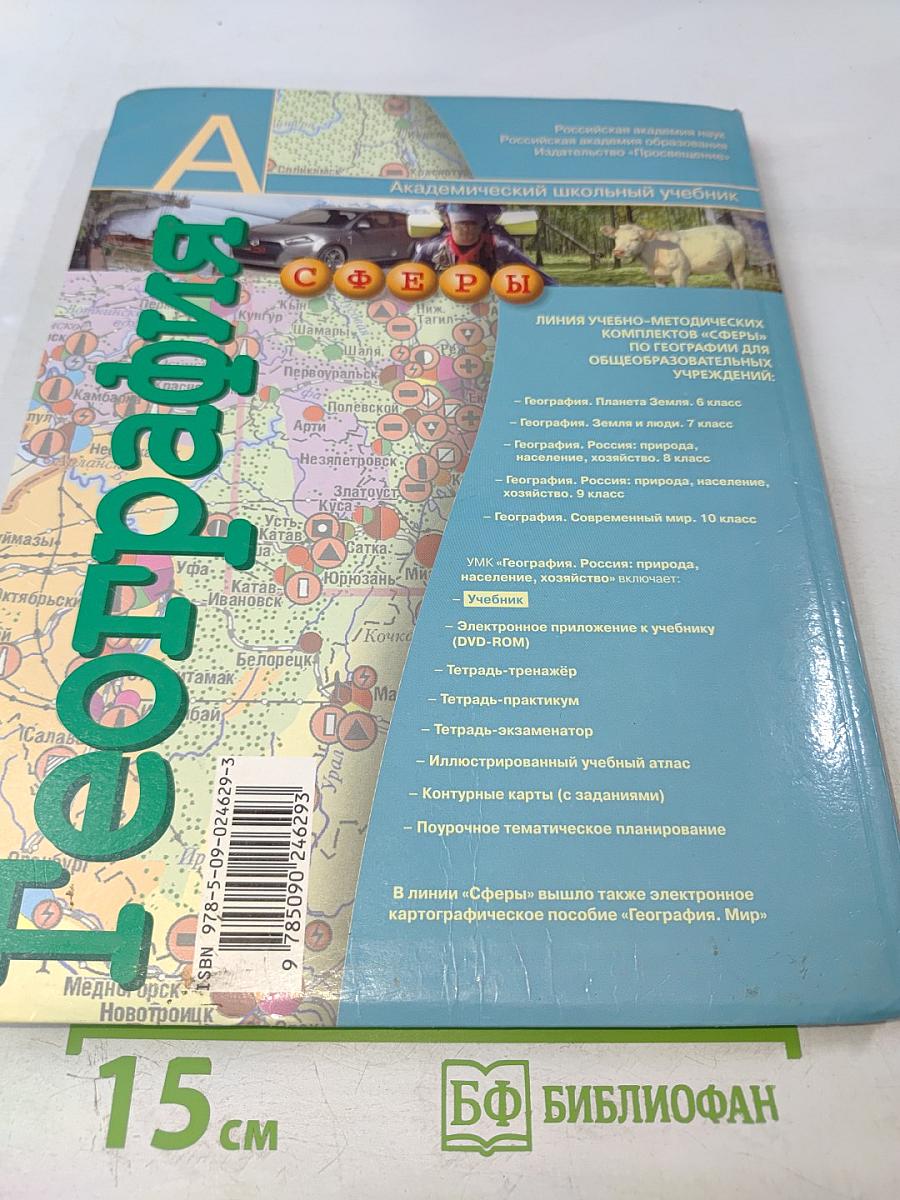 А
Российская академия наук
Российская академия образования
Издательство «Просвещение»
Академический школьный учебник
География
СФЕРЫ
ЛИНИЯ УЧЕБНО-МЕТОДИЧЕСКИХ
КОМПЛЕКТОВ «СФЕРЫ»
ПО ГЕОГРАФИИ ДЛЯ
ОБЩЕОБРАЗОВАТЕЛЬНЫХ
УЧРЕЖДЕНИЙ:
– География. Планета Земля. 6 класс
– География. Земля и люди. 7 класс
– География. Россия: природа,
население, хозяйство. 8 класс
– География. Россия: природа, население,
хозяйство. 9 класс
– География. Современный мир. 10 класс
УМК «География. Россия: природа,
население, хозяйство» включает:
– Учебник
– Электронное приложение к учебнику
(DVD-ROM)
– Тетрадь-тренажёр
– Тетрадь-практикум
– Тетрадь-экзаменатор
– Иллюстрированный учебный атлас
– Контурные карты (с заданиями)
– Поурочное тематическое планирование
В линии «Сферы» вышло также электронное
картографическое пособие «География. Мир»
Соликамск
Кунгур
Шамары
Ниж.
Тагил
Шаля
Первоуральск
Полевской
Арти
Нязепетровск
Златоуст
Куса
Усть-
Катав
Сатка
Уфа
Юрюзань
Катав-
Ивановск
Белорецк
Урал
Медногорск
Новотроицк
ISBN 978-5-09-024629-3
9 785090 246293
15 см
БФ БИБЛИОФАН